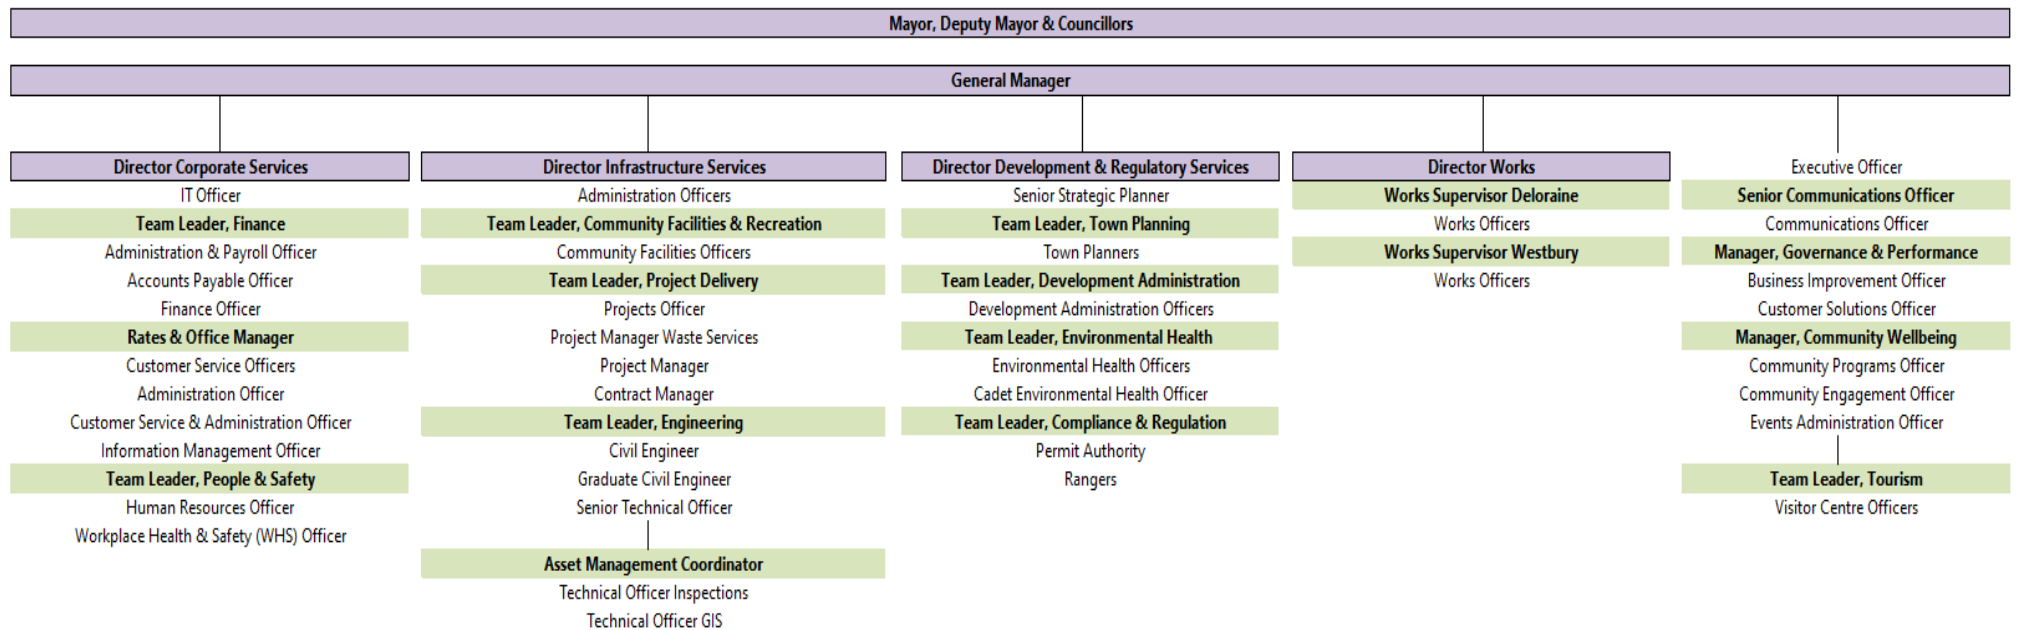 Mayor, Deputy Mayor & Councillors
General Manager
Director Corporate Services
IT Officer
Team Leader, Finance
Administration & Payroll Officer
Accounts Payable Officer
Finance Officer
Rates & Office Manager
Customer Service Officers
Administration Officer
Customer Service & Administration Officer
Information Management Officer
Team Leader, People & Safety
Human Resources Officer
Workplace Health & Safety (WHS) Officer
Director Infrastructure Services
Administration Officers
Team Leader, Community Facilities & Recreation
Community Facilities Officers
Team Leader, Project Delivery
Projects Officer
Project Manager Waste Services
Project Manager
Contract Manager
Team Leader, Engineering
Civil Engineer
Graduate Civil Engineer
Senior Technical Officer
Asset Management Coordinator
Technical Officer Inspections
Technical Officer GIS
Director Development & Regulatory Services
Senior Strategic Planner
Team Leader, Town Planning
Town Planners
Team Leader, Development Administration
Development Administration Officers
Team Leader, Environmental Health
Environmental Health Officers
Cadet Environmental Health Officer
Team Leader, Compliance & Regulation
Permit Authority
Rangers
Director Works
Works Supervisor Deloraine
Works Officers
Works Supervisor Westbury
Works Officers
Executive Officer
Senior Communications Officer
Communications Officer
Manager, Governance & Performance
Business Improvement Officer
Customer Solutions Officer
Manager, Community Wellbeing
Community Programs Officer
Community Engagement Officer
Events Administration Officer
Team Leader, Tourism
Visitor Centre Officers